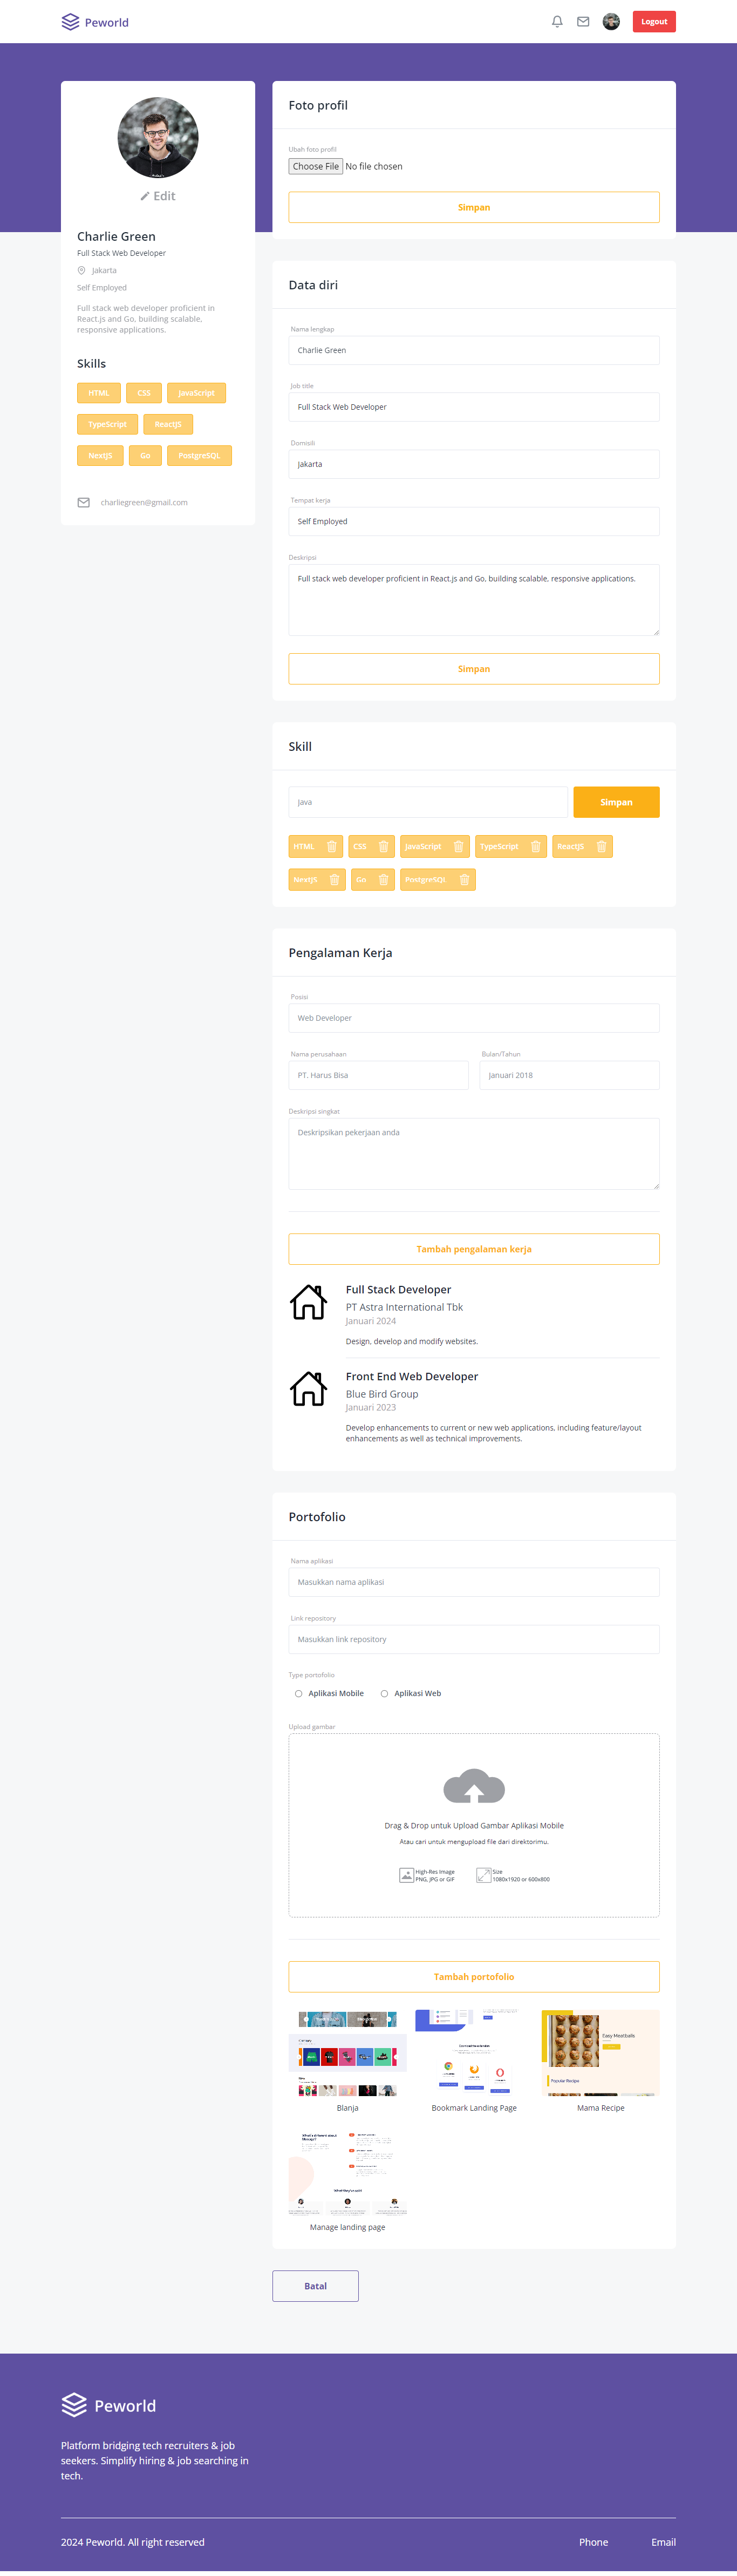 Peworld
Logout
Edit
Charlie Green
Full Stack Web Developer
Jakarta
Self Employed
Full stack web developer proficient in
React.js and Go, building scalable,
responsive applications.
Skills
HTML CSS JavaScript
TypeScript ReactJS
NextJS Go PostgreSQL
charliegreen@gmail.com
Foto profil
Ubah foto profil
Choose File No file chosen
Simpan
Data diri
Nama lengkap
Charlie Green
Job title
Full Stack Web Developer
Domisili
Jakarta
Tempat kerja
Self Employed
Deskripsi
Full stack web developer proficient in React.js and Go, building scalable, responsive applications.
Simpan
Skill
Java Simpan
HTML CSS JavaScript TypeScript ReactJS
NextJS Go PostgreSQL
Pengalaman Kerja
Posisi
Web Developer
Nama perusahaan Bulan/Tahun
PT. Harus Bisa Januari 2018
Deskripsi singkat
Deskripsikan pekerjaan anda
Tambah pengalaman kerja
Full Stack Developer
PT Astra International Tbk
Januari 2024
Design, develop and modify websites.
Front End Web Developer
Blue Bird Group
Januari 2023
Develop enhancements to current or new web applications, including feature/layout
enhancements as well as technical improvements.
Portofolio
Nama aplikasi
Masukkan nama aplikasi
Link repository
Masukkan link repository
Type portofolio
Aplikasi Mobile Aplikasi Web
Upload gambar
Drag & Drop untuk Upload Gambar Aplikasi Mobile
Atau cari untuk mengupload file dari direktorimu.
High-Res Image Size
PNG, JPG or GIF 1080x1920 or 600x800
Tambah portofolio
Easy Meatballs
Popular Recipe
Blanja Bookmark Landing Page Mama Recipe
Manage landing page
Batal
Peworld
Platform bridging tech recruiters & job
seekers. Simplify hiring & job searching in
tech.
2024 Peworld. All right reserved Phone Email